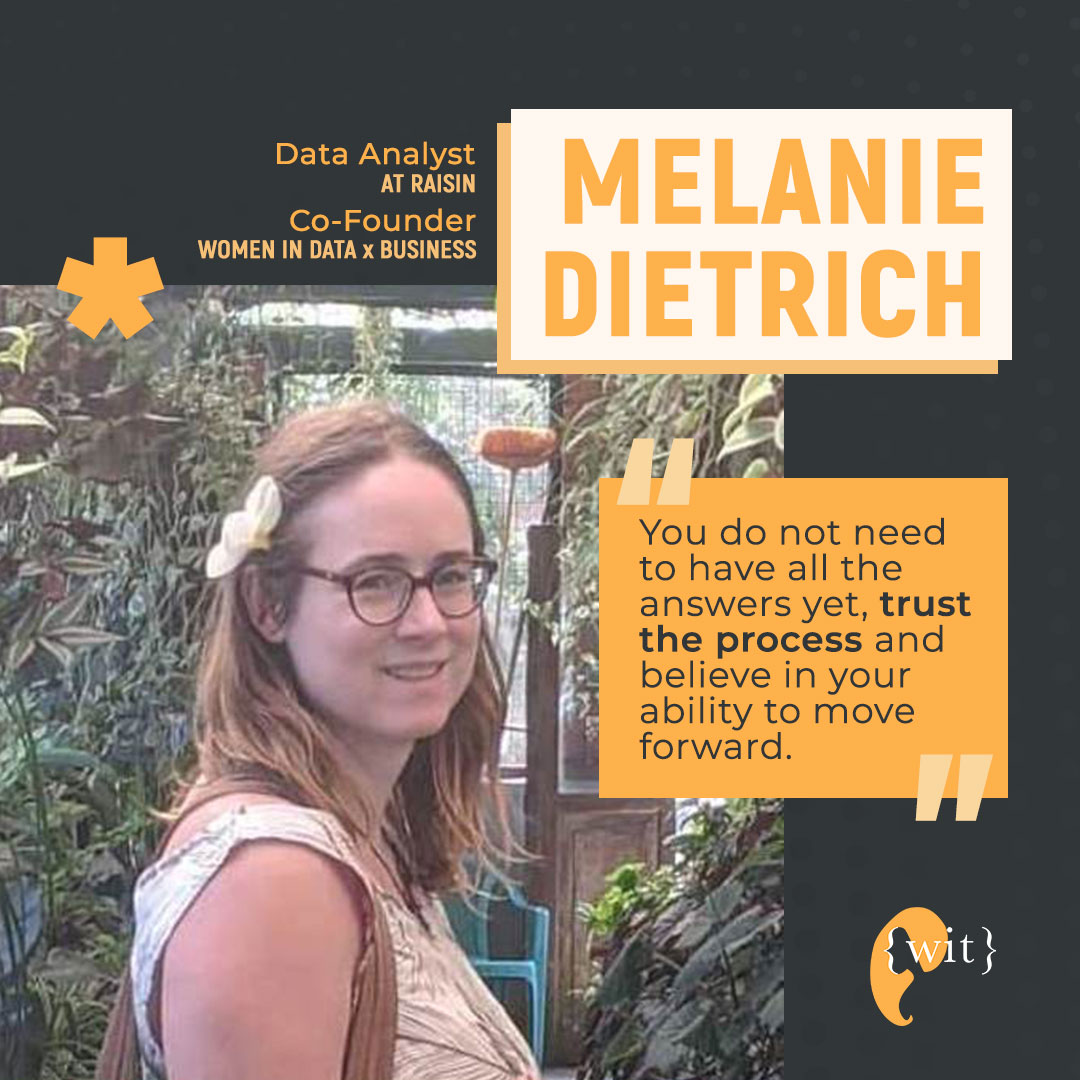 Data Analyst
AT RAISIN
Co-Founder
WOMEN IN DATA x BUSINESS
MELANIE
DIETRICH
"
You do not need
to have all the
answers yet, trust
the process and
believe in your
ability to move
forward.
"
{wit}